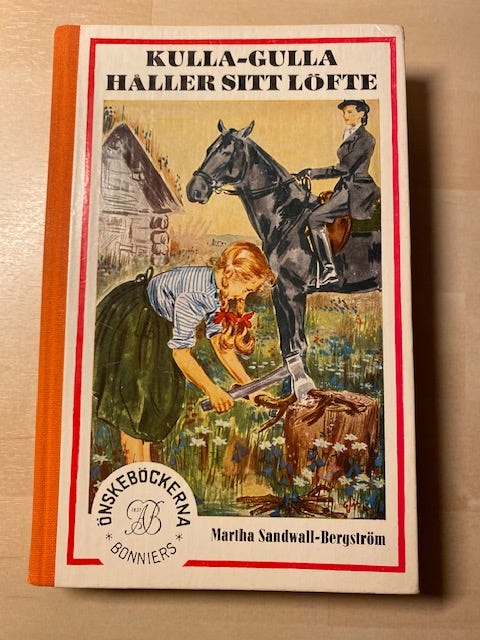 KULLA-GULLA
HÅLLER SITT LÖFTE
ÖNSKEBÖCKERNA
AB
* BONNIERS *
Martha Sandwall-Bergström